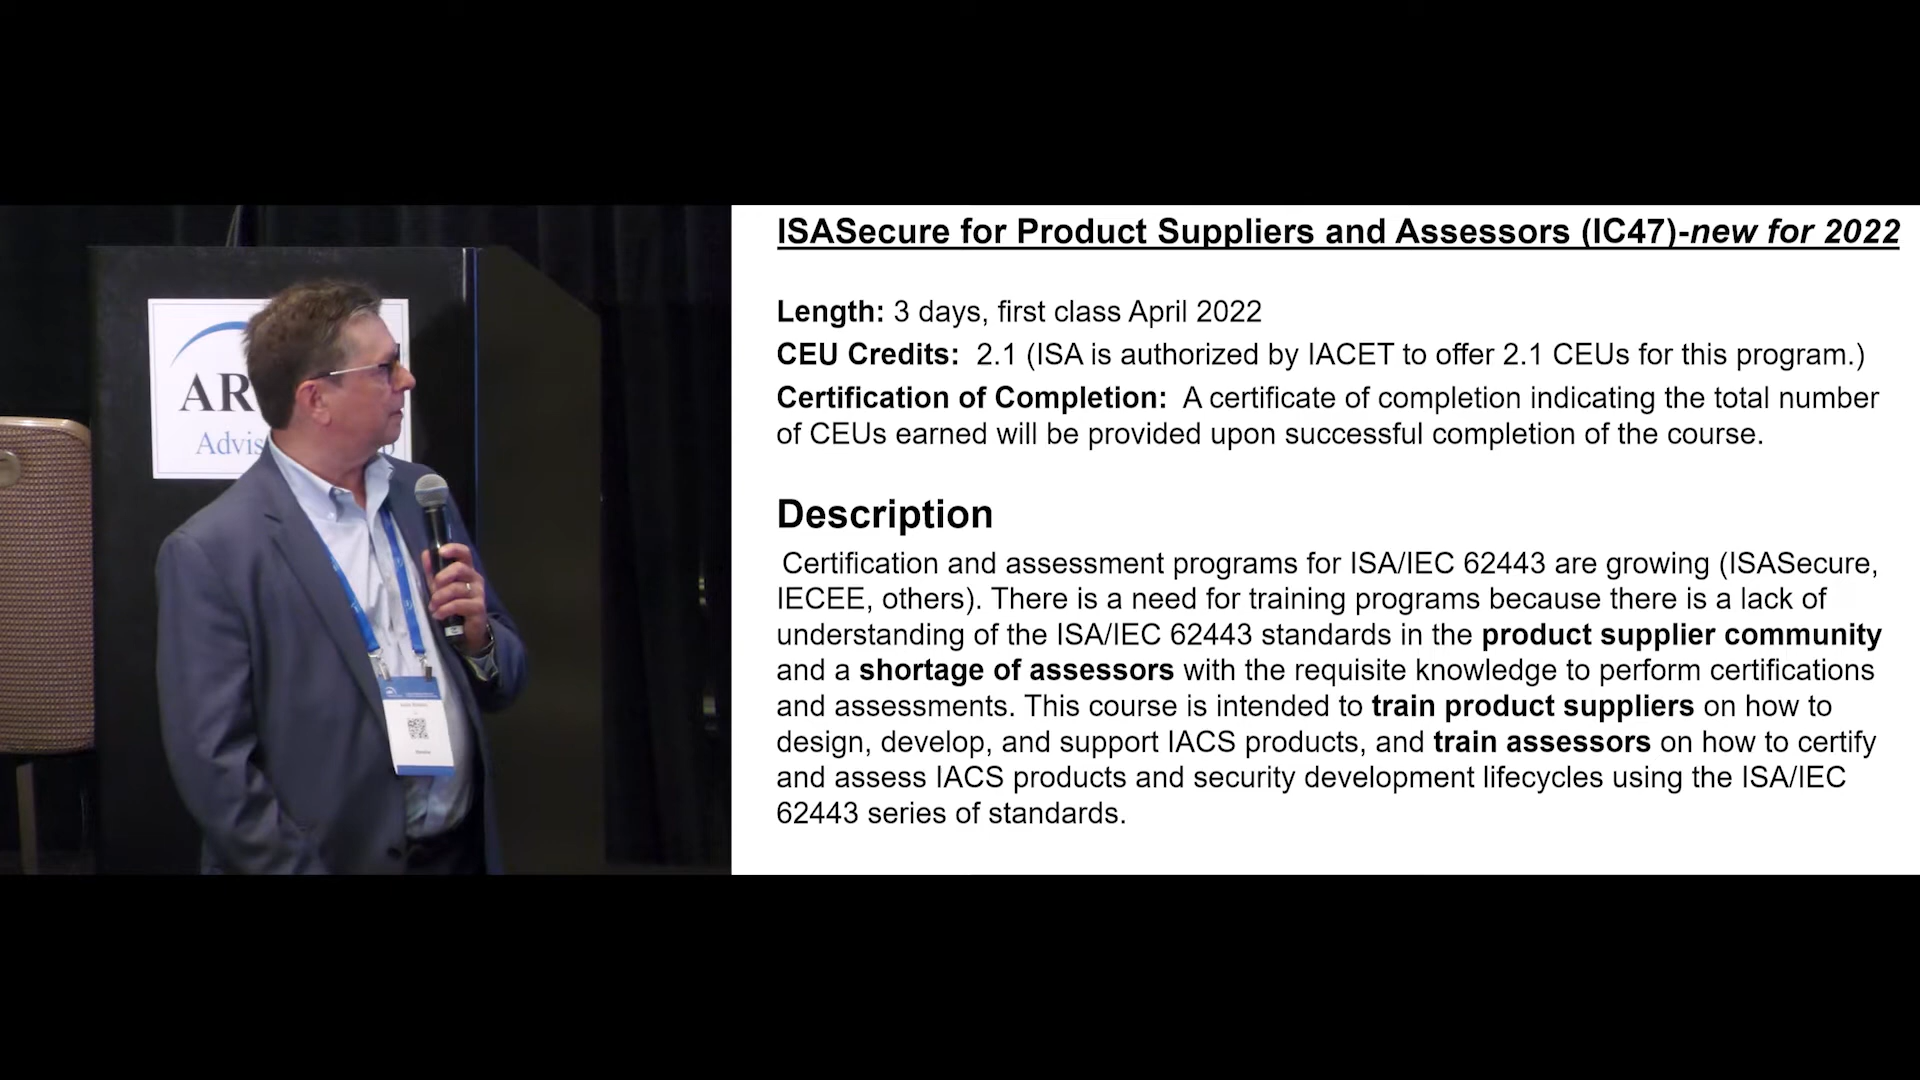 AR
Advis
ISASecure for Product Suppliers and Assessors (IC47)-new for 2022
Length: 3 days, first class April 2022
CEU Credits: 2.1 (ISA is authorized by IACET to offer 2.1 CEUs for this program.)
Certification of Completion: A certificate of completion indicating the total number
of CEUs earned will be provided upon successful completion of the course.
Description
Certification and assessment programs for ISA/IEC 62443 are growing (ISASecure,
IECEE, others). There is a need for training programs because there is a lack of
understanding of the ISA/IEC 62443 standards in the product supplier community
and a shortage of assessors with the requisite knowledge to perform certifications
and assessments. This course is intended to train product suppliers on how to
design, develop, and support IACS products, and train assessors on how to certify
and assess IACS products and security development lifecycles using the ISA/IEC
62443 series of standards.